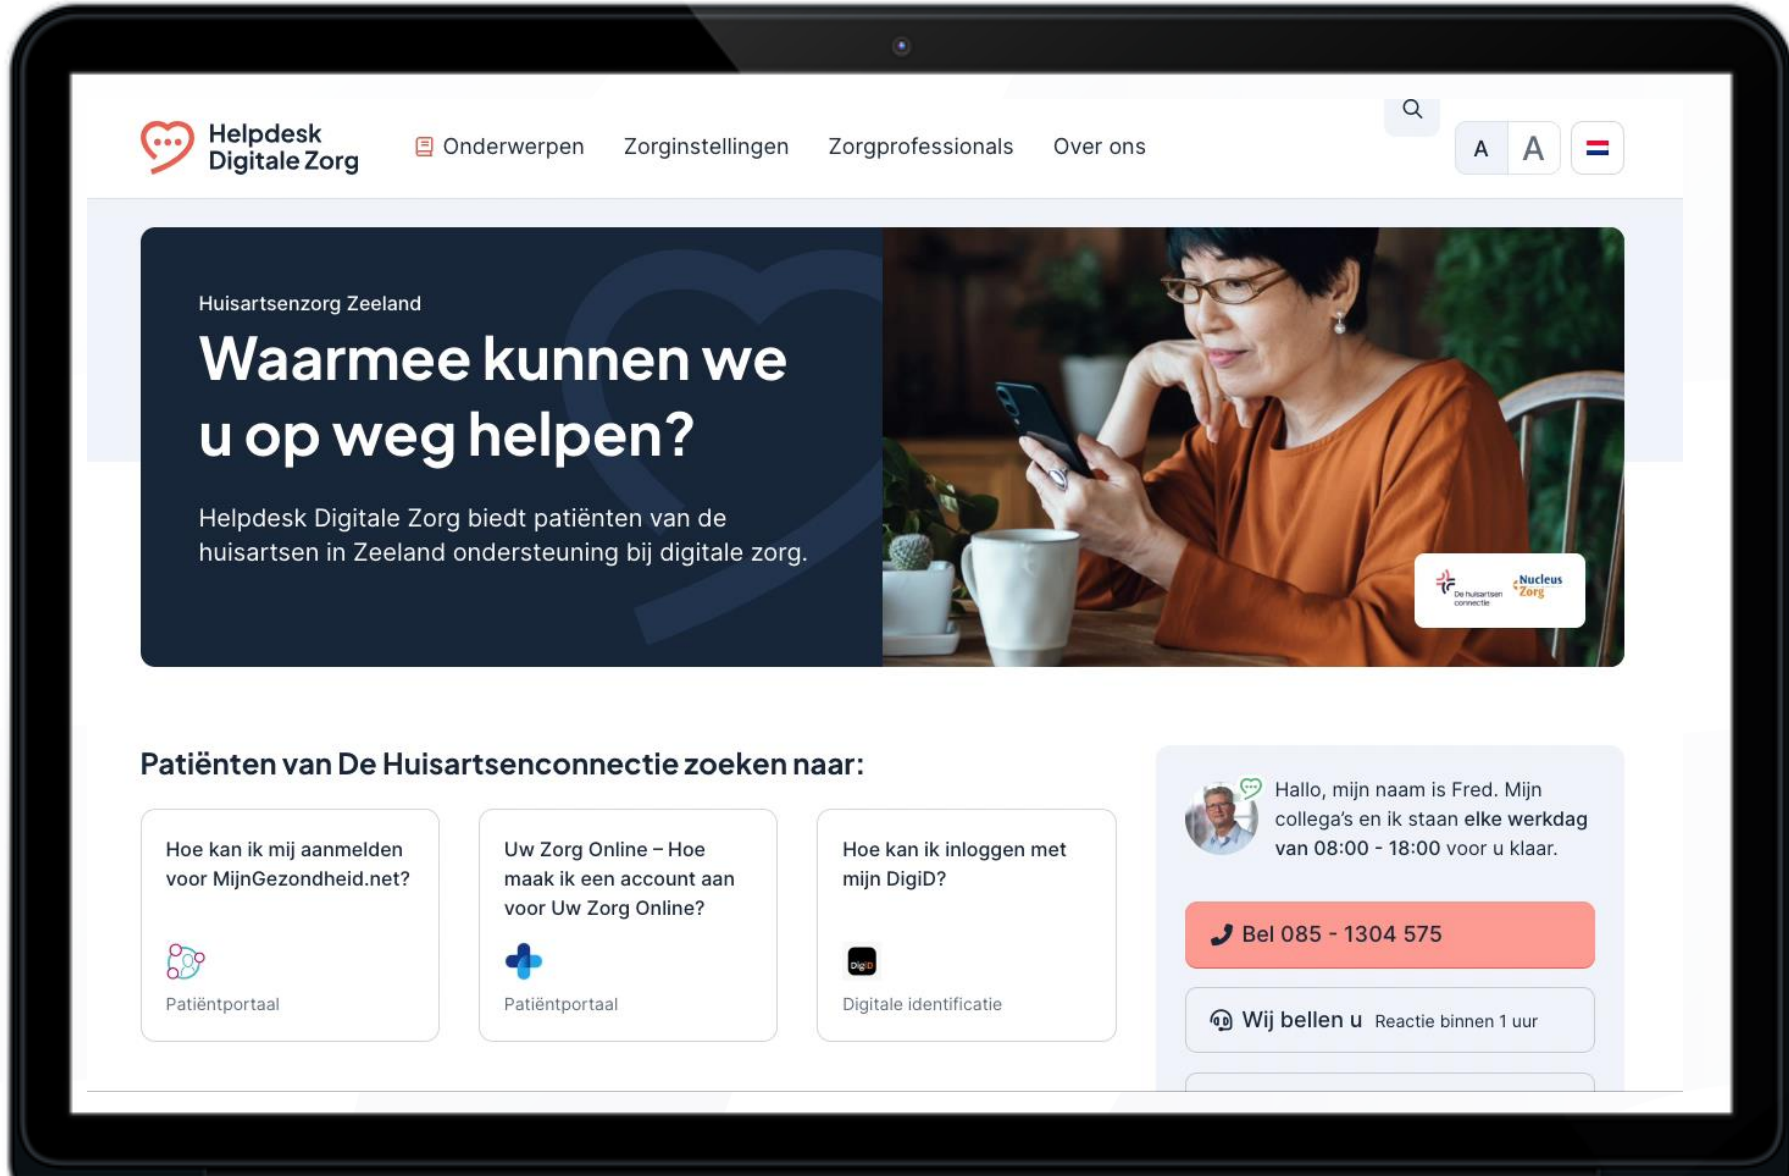 Helpdesk
Digitale Zorg
Onderwerpen
Zorginstellingen
Zorgprofessionals
Over ons
A
A
Huisartsenzorg Zeeland
Waarmee kunnen we
u op weg helpen?
Helpdesk Digitale Zorg biedt patiënten van de
huisartsen in Zeeland ondersteuning bij digitale zorg.
De huisartsen
connectie
Nucleus
Zorg
Patiënten van De Huisartsenconnectie zoeken naar:
Hoe kan ik mij aanmelden
voor MijnGezondheid.net?
Patiëntportaal
Uw Zorg Online – Hoe
maak ik een account aan
voor Uw Zorg Online?
Patiëntportaal
Hoe kan ik inloggen met
mijn DigiD?
DigiD
Digitale identificatie
Hallo, mijn naam is Fred. Mijn
collega’s en ik staan elke werkdag
van 08:00 - 18:00 voor u klaar.
Bel 085 - 1304 575
Wij bellen u Reactie binnen 1 uur